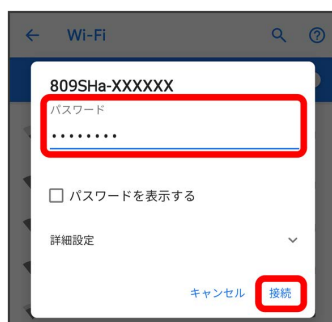 Wi-Fi
809SHa-XXXXXX
パスワード
••••••••
パスワードを表示する
詳細設定
キャンセル 接続